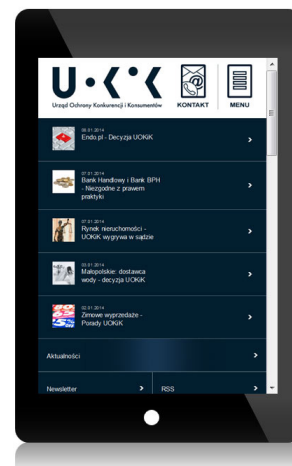 U·K·K
Urząd Ochrony Konkurencji i Konsumentów
KONTAKT
MENU
08.01.2014
Endo.pl - Decyzja UOKiK
07.01.2014
Bank Handlowy i Bank BPH
- Niezgodne z prawem
praktyki
07.01.2014
Rynek nieruchomości -
UOKiK wygrywa w sądzie
03.01.2014
Małopolskie: dostawca
wody - decyzja UOKiK
02.01.2014
Zimowe wyprzedaże -
Porady UOKiK
Aktualności
Newsletter
RSS